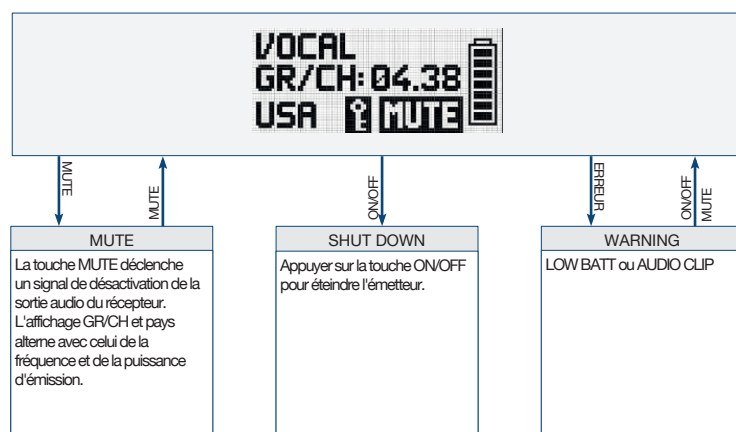 VOCAL
GR/CH: 04.38
USA MUTE
MUTE
MUTE
ON/OFF
ERREUR
ON/OFF
MUTE
MUTE
La touche MUTE déclenche
un signal de désactivation de la
sortie audio du récepteur.
L'affichage GR/CH et pays
alterne avec celui de la
fréquence et de la puissance
d'émission.
SHUT DOWN
Appuyer sur la touche ON/OFF
pour éteindre l'émetteur.
WARNING
LOW BATT ou AUDIO CLIP